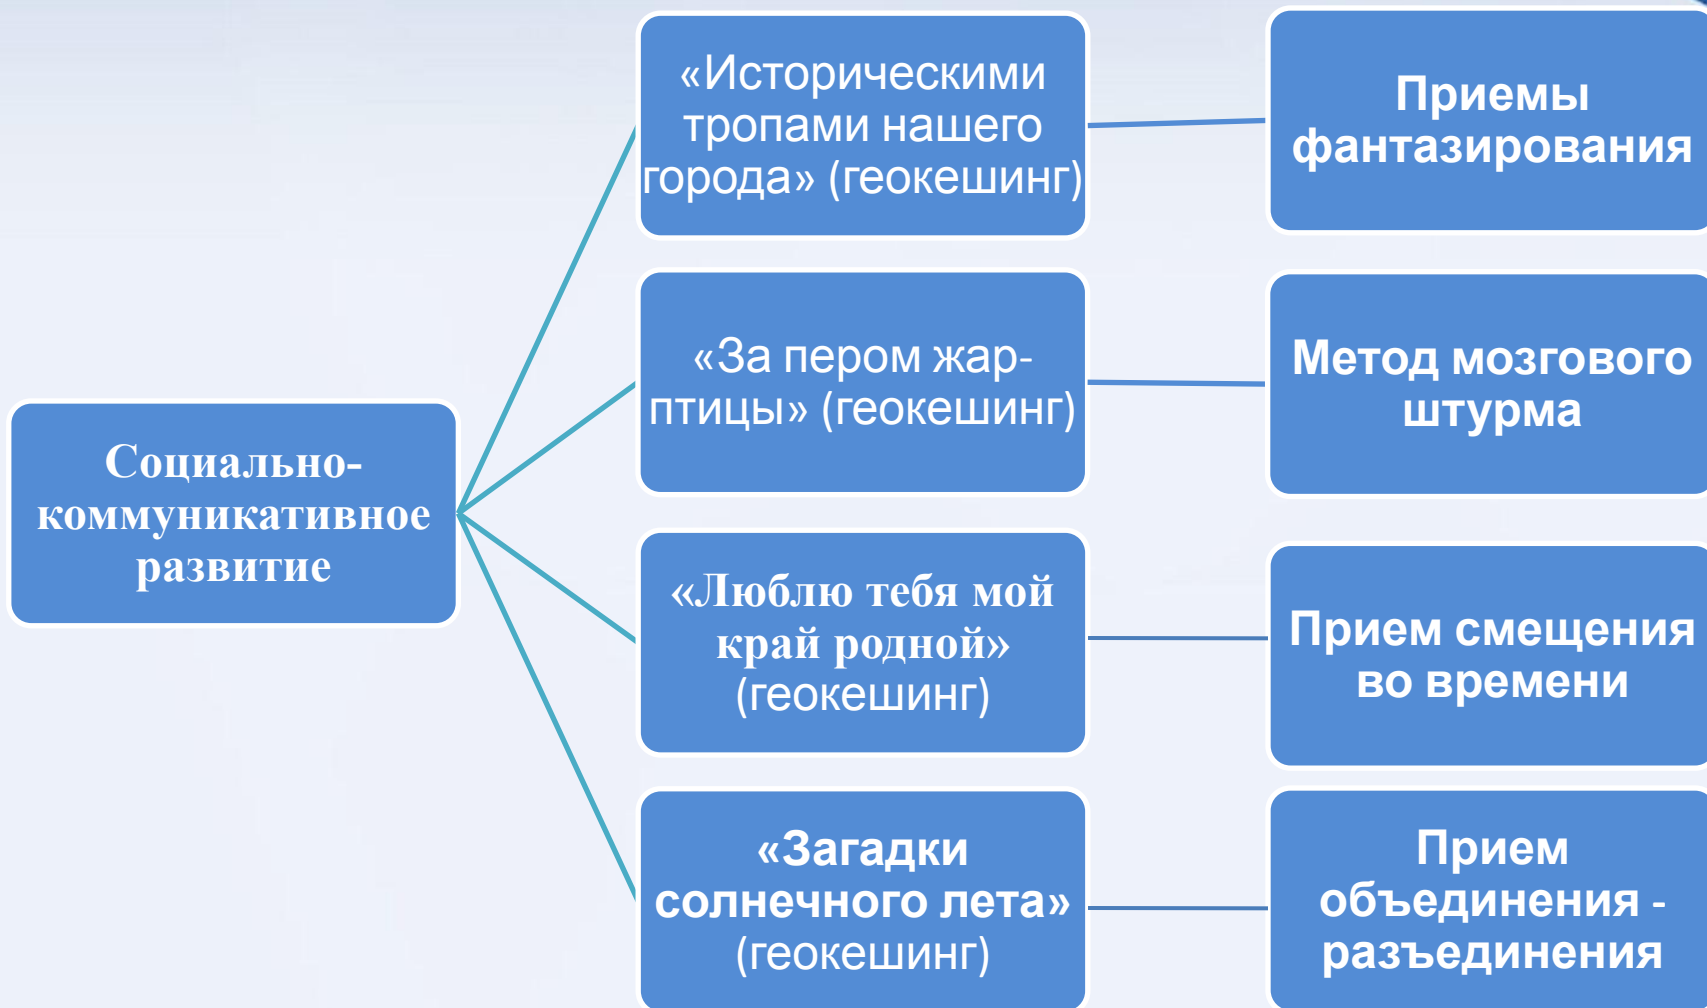 Социально-
коммуникативное
развитие
«Историческими
тропами нашего
города» (геокешинг)
Приемы
фантазирования
«За пером жар-
птицы» (геокешинг)
Метод мозгового
штурма
«Люблю тебя мой
край родной»
(геокешинг)
Прием смещения
во времени
«Загадки
солнечного лета»
(геокешинг)
Прием
объединения -
разъединения